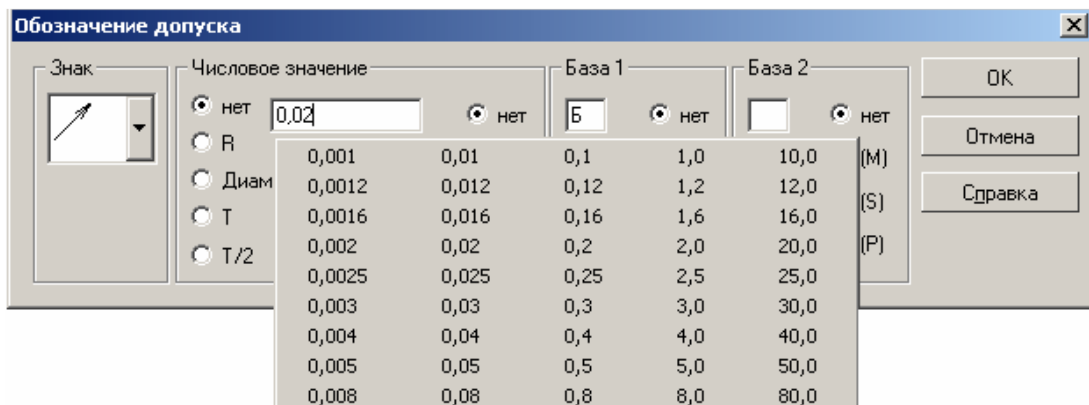 Обозначение допуска
Знак Числовое значение База 1 База 2 OK
нет 0,02 нет Б нет нет
R Отмена
0,001 0,01 0,1 1,0 10,0 (M)
Диам 0,0012 0,012 0,12 1,2 12,0
T 0,0016 0,016 0,16 1,6 16,0 (S) Справка
T/2 0,002 0,02 0,2 2,0 20,0 (P)
0,0025 0,025 0,25 2,5 25,0
0,003 0,03 0,3 3,0 30,0
0,004 0,04 0,4 4,0 40,0
0,005 0,05 0,5 5,0 50,0
0,008 0,08 0,8 8,0 80,0